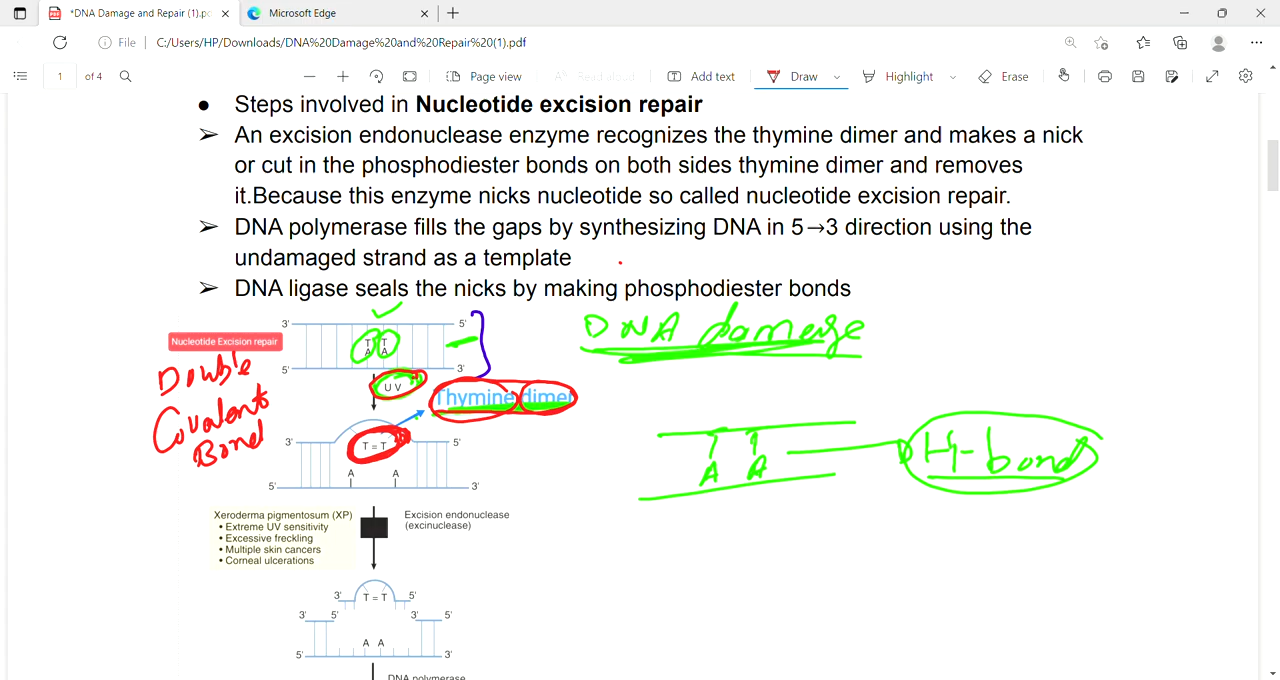 *DNA Damage and Repair (1).pd
Microsoft Edge
File
C:/Users/HP/Downloads/DNA%20Damage%20and%20Repair%20(1).pdf
1 of 4
Page view
Read aloud
Add text
Draw
Highlight
Erase
● Steps involved in Nucleotide excision repair
➢ An excision endonuclease enzyme recognizes the thymine dimer and makes a nick
or cut in the phosphodiester bonds on both sides thymine dimer and removes
it.Because this enzyme nicks nucleotide so called nucleotide excision repair.
➢ DNA polymerase fills the gaps by synthesizing DNA in 5→3 direction using the
undamaged strand as a template
➢ DNA ligase seals the nicks by making phosphodiester bonds
3' 5'
T T
A A
5' 3'
Nucleotide Excision repair
DNA damage
Double
Covalent
Bond
UV
Thymine dimer
3' T = T 5'
A A
5' 3'
T T
A A
H-bond
Xeroderma pigmentosum (XP)
• Extreme UV sensitivity
• Excessive freckling
• Multiple skin cancers
• Corneal ulcerations
Excision endonuclease
(excinuclease)
3' T = T 5'
3' 5' 3' 5'
A A
5' 3'
DNA polymerase